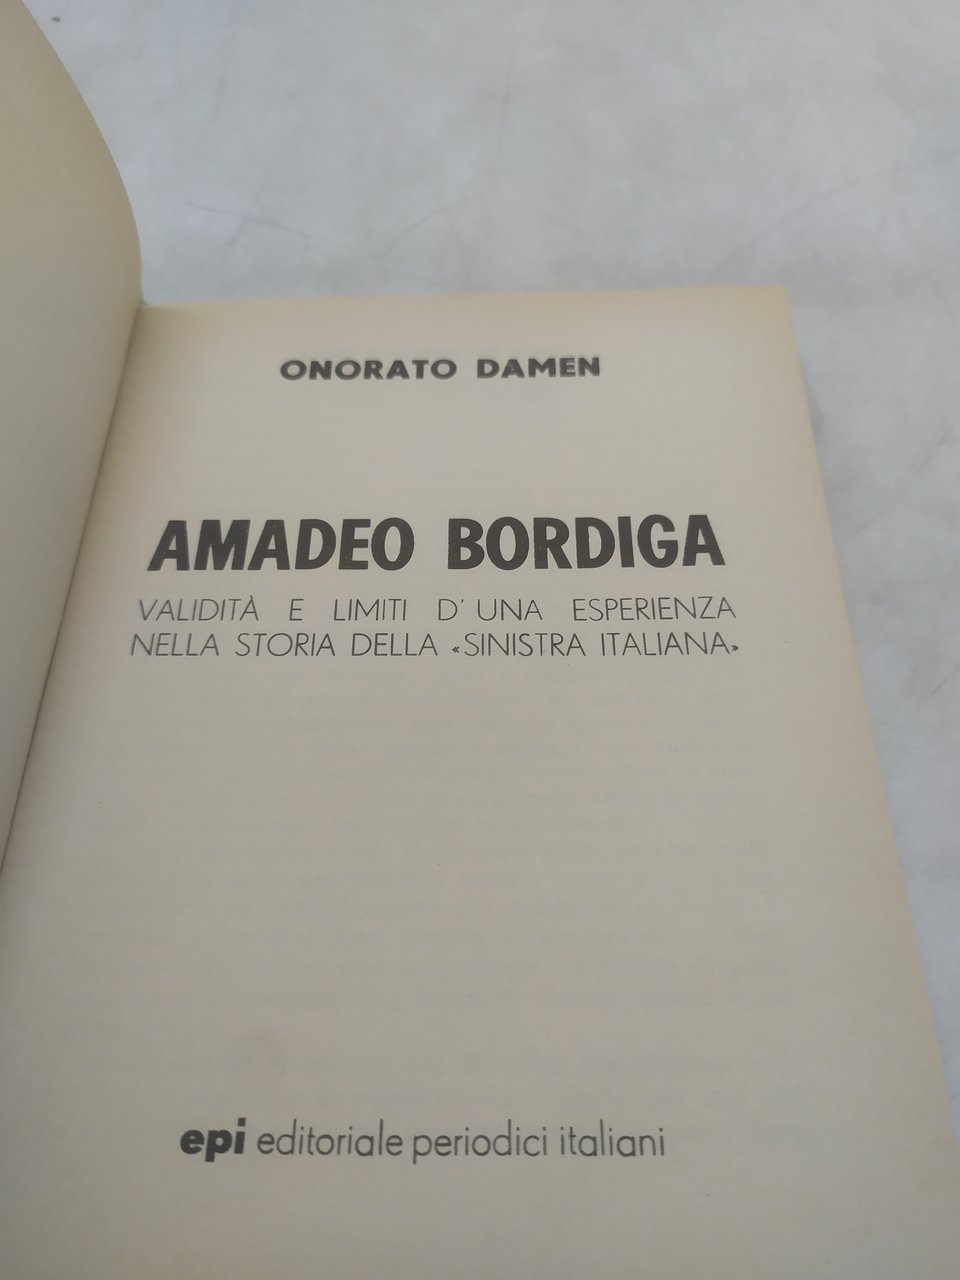 ONORATO DAMEN
AMADEO BORDIGA
VALIDITÀ E LIMITI D'UNA ESPERIENZA
NELLA STORIA DELLA «SINISTRA ITALIANA»
epi editoriale periodici italiani